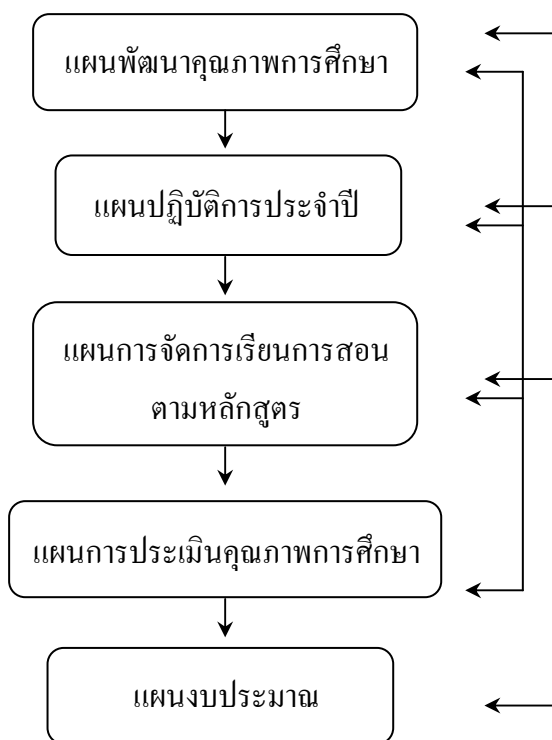 แผนพัฒนาคุณภาพการศึกษา
แผนปฏิบัติการประจำปี
แผนการจัดการเรียนการสอน
ตามหลักสูตร
แผนการประเมินคุณภาพการศึกษา
แผนงบประมาณ